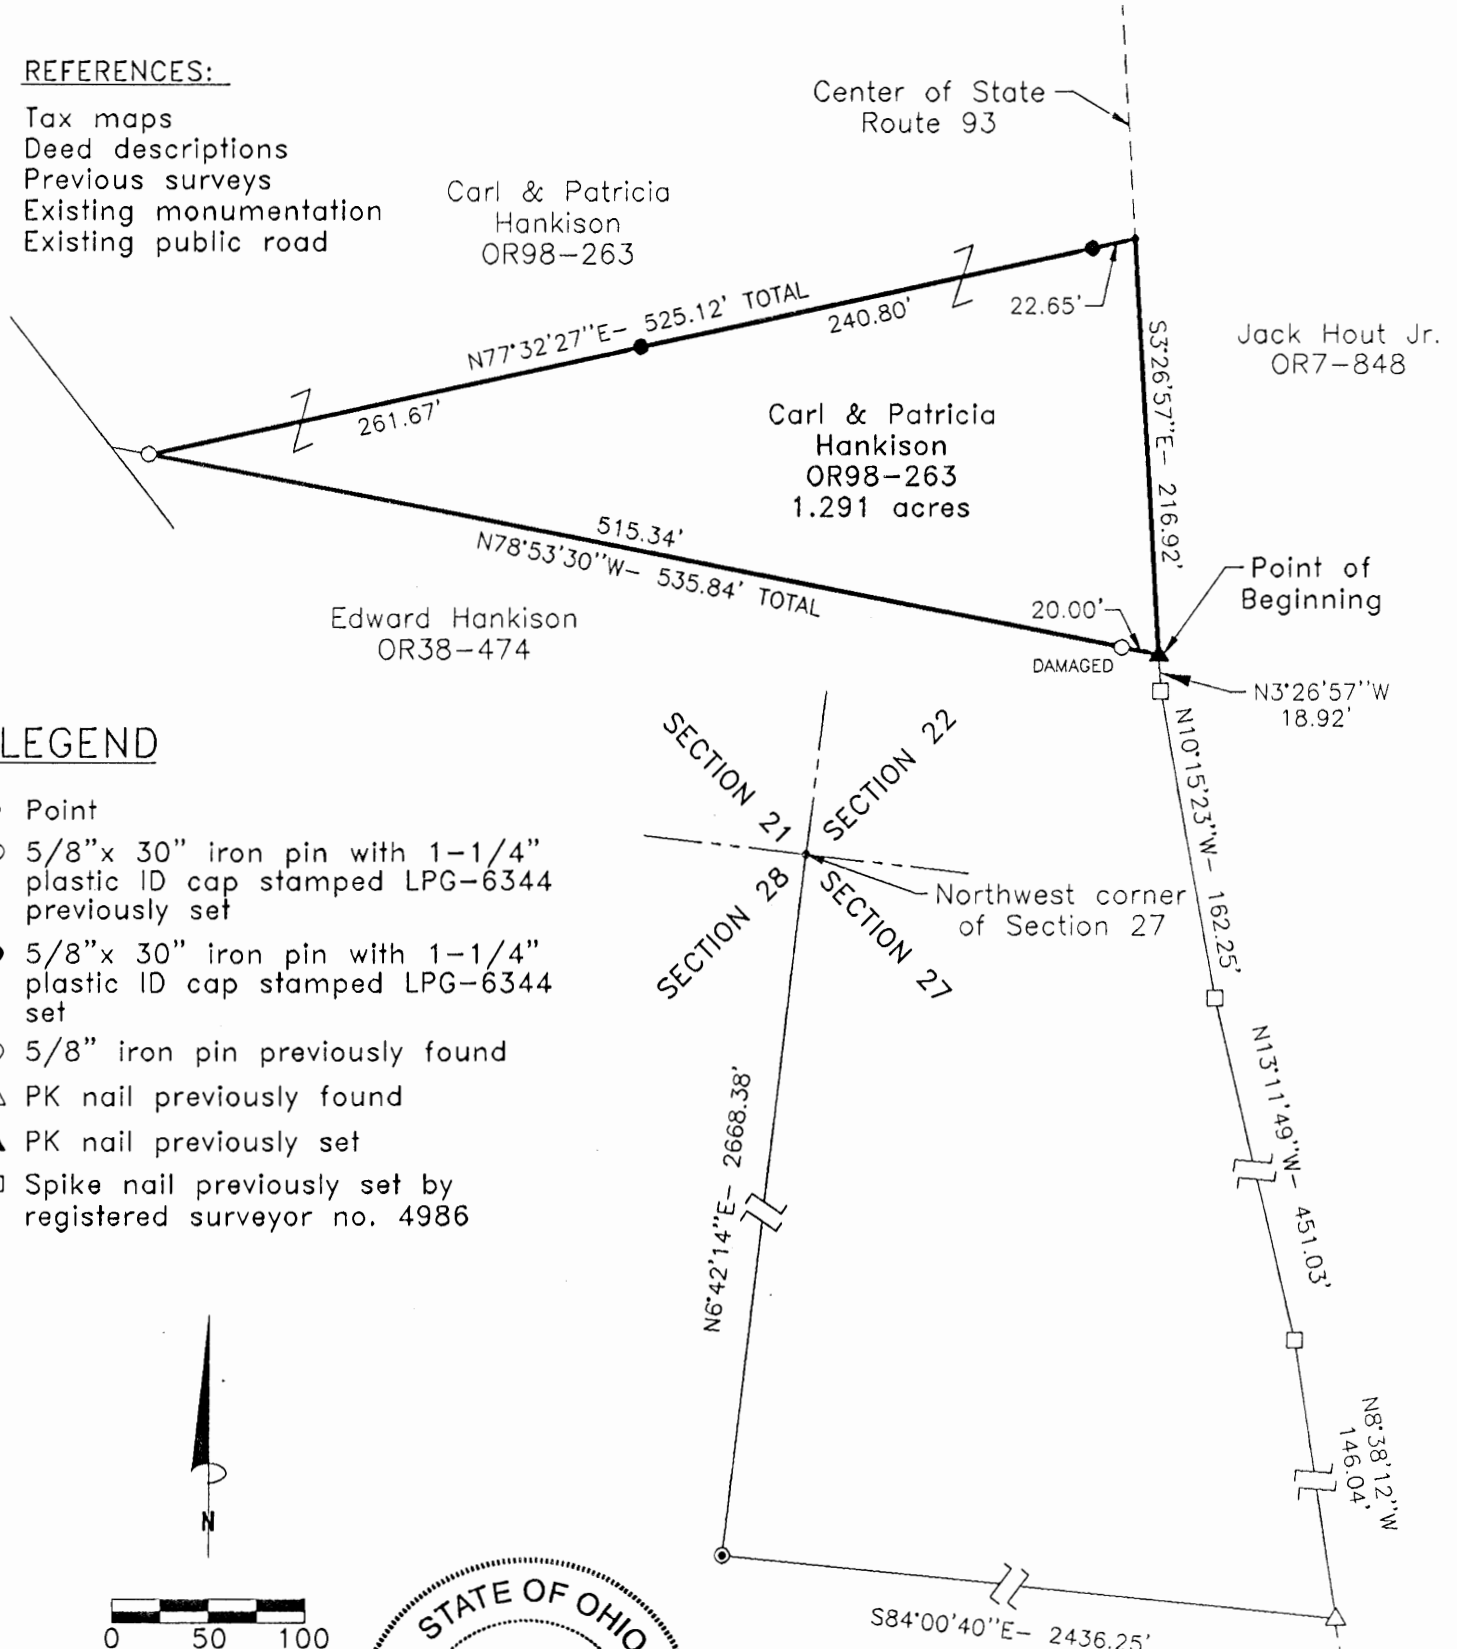 REFERENCES:
Tax maps
Deed descriptions
Previous surveys
Existing monumentation
Existing public road
Carl & Patricia
Hankison
OR98-263
Center of State
Route 93
N77°32'27"E- 525.12' TOTAL
240.80'
22.65'
261.67'
S3°26'57"E- 216.92'
Jack Hout Jr.
OR7-848
Carl & Patricia
Hankison
OR98-263
1.291 acres
515.34'
N78°53'30"W- 535.84' TOTAL
Edward Hankison
OR38-474
20.00'
DAMAGED
Point of
Beginning
N3°26'57"W
18.92'
N10°15'23"W- 162.25'
SECTION 21
SECTION 22
SECTION 28
SECTION 27
Northwest corner
of Section 27
LEGEND
Point
5/8"x 30" iron pin with 1-1/4"
plastic ID cap stamped LPG-6344
previously set
5/8"x 30" iron pin with 1-1/4"
plastic ID cap stamped LPG-6344
set
5/8" iron pin previously found
PK nail previously found
PK nail previously set
Spike nail previously set by
registered surveyor no. 4986
N13°11'49"W- 451.03'
N6°42'14"E- 2668.38'
N8°38'12"W
146.04'
S84°00'40"E- 2436.25'
N
0 50 100
STATE OF OHIO